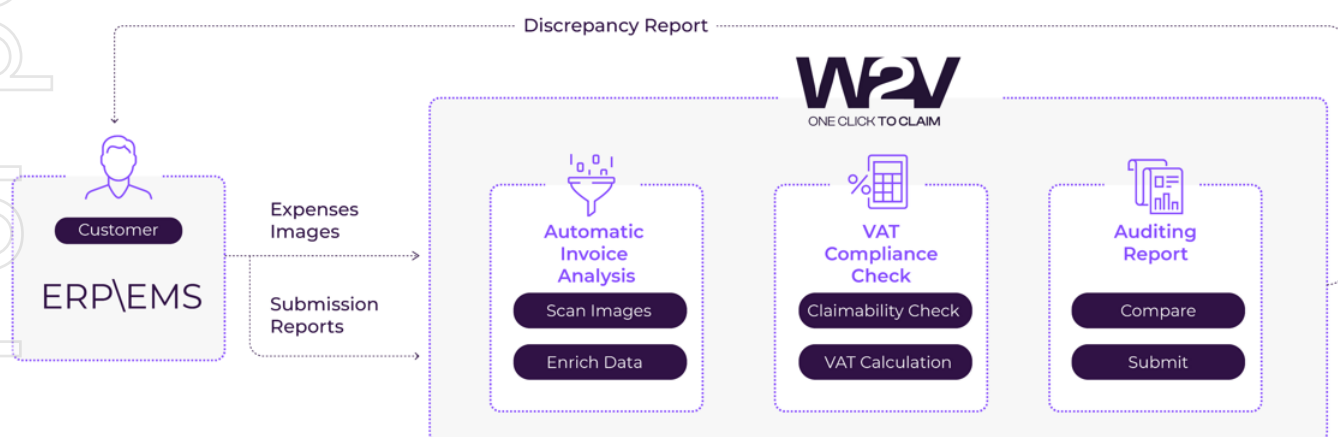 Discrepancy Report
W2V
ONE CLICK TO CLAIM
Customer
ERP\EMS
Expenses
Images
Submission
Reports
Automatic
Invoice
Analysis
Scan Images
Enrich Data
%
VAT
Compliance
Check
Claimability Check
VAT Calculation
Auditing
Report
Compare
Submit